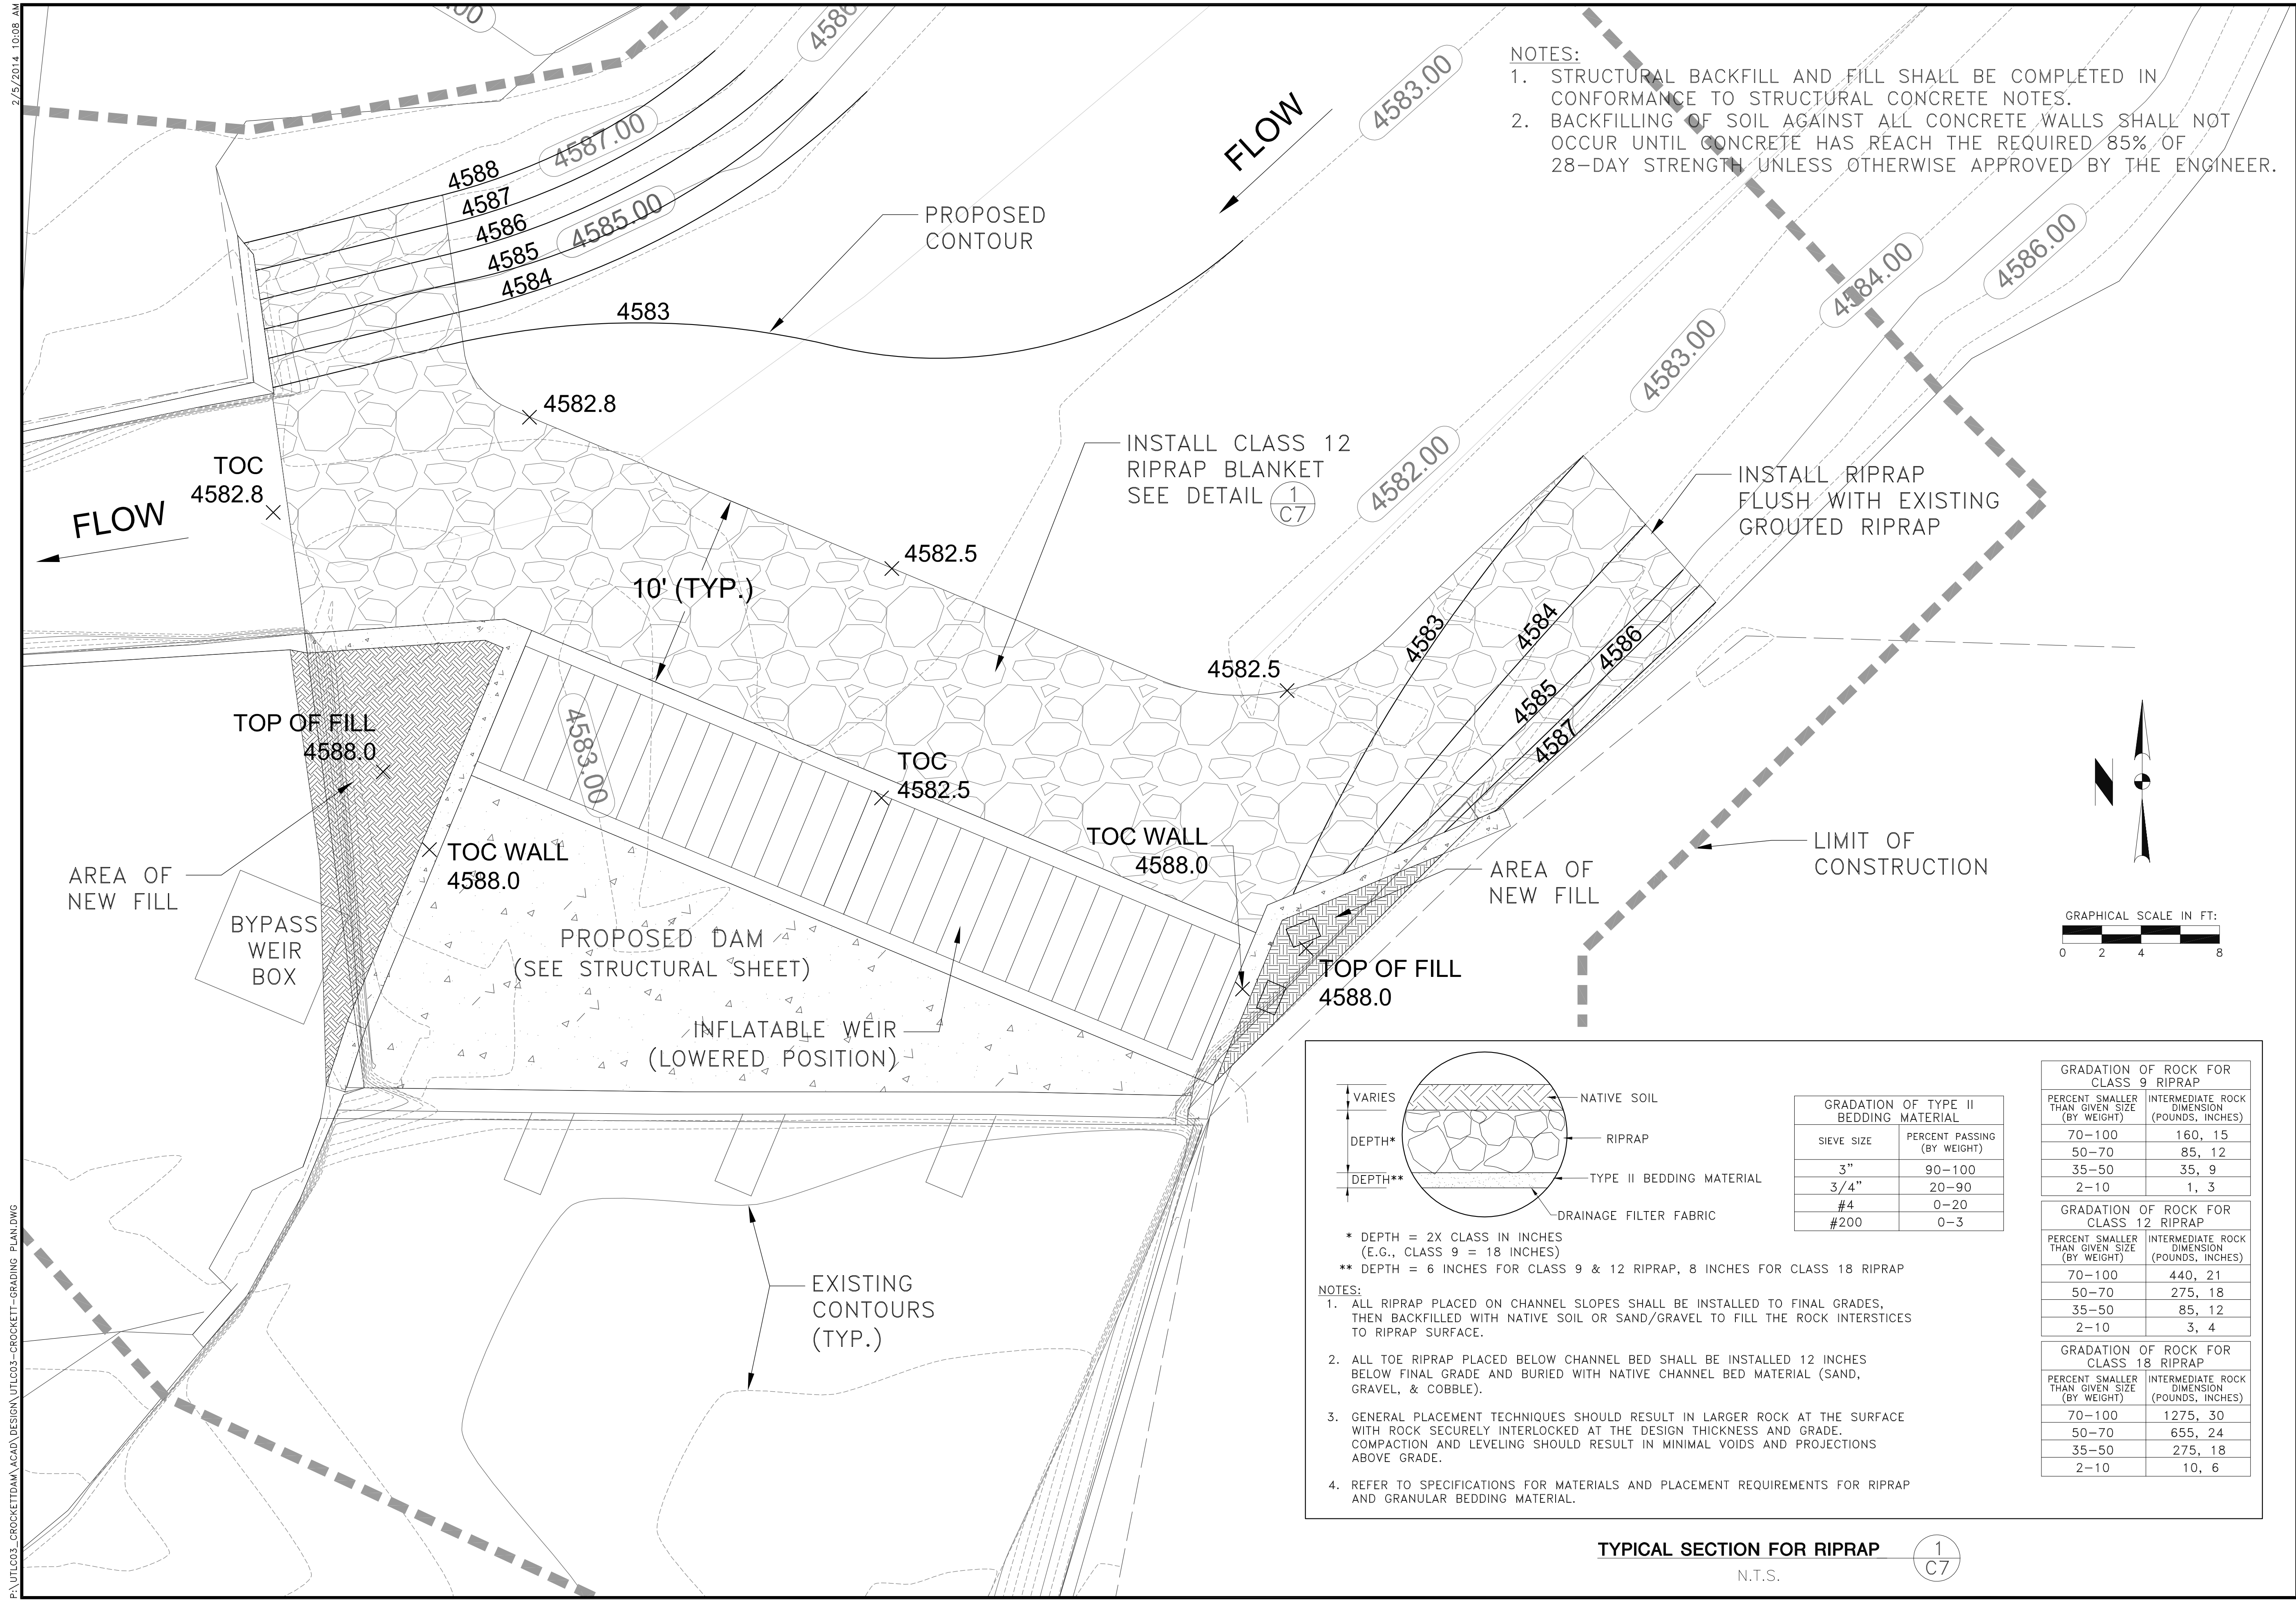 2/5/2014 10:08 AM
P:\UTLC03_CROCKETTDAM\ACAD\DESIGN\UTLC03-CROCKETT-GRADING PLAN.DWG
.00
4586
4587.00
4585.00
4588
4587
4586
4585
4584
4583
PROPOSED
CONTOUR
FLOW
4583.00
NOTES:
1. STRUCTURAL BACKFILL AND FILL SHALL BE COMPLETED IN
CONFORMANCE TO STRUCTURAL CONCRETE NOTES.
2. BACKFILLING OF SOIL AGAINST ALL CONCRETE WALLS SHALL NOT
OCCUR UNTIL CONCRETE HAS REACH THE REQUIRED 85% OF
28-DAY STRENGTH UNLESS OTHERWISE APPROVED BY THE ENGINEER.
4586.00
4584.00
4583.00
4582.00
4582.8
TOC
4582.8
FLOW
INSTALL CLASS 12
RIPRAP BLANKET
SEE DETAIL 1
C7
INSTALL RIPRAP
FLUSH WITH EXISTING
GROUTED RIPRAP
4582.5
10' (TYP.)
4582.5
4583
4584
4586
4585
4587
TOP OF FILL
4588.0
4583.00
TOC
4582.5
TOC WALL
4588.0
TOC WALL
4588.0
AREA OF
NEW FILL
BYPASS
WEIR
BOX
PROPOSED DAM
(SEE STRUCTURAL SHEET)
INFLATABLE WEIR
(LOWERED POSITION)
AREA OF
NEW FILL
TOP OF FILL
4588.0
LIMIT OF
CONSTRUCTION
N
GRAPHICAL SCALE IN FT:
0 2 4 8
EXISTING
CONTOURS
(TYP.)
VARIES
DEPTH*
DEPTH**
NATIVE SOIL
RIPRAP
TYPE II BEDDING MATERIAL
DRAINAGE FILTER FABRIC
* DEPTH = 2X CLASS IN INCHES
(E.G., CLASS 9 = 18 INCHES)
** DEPTH = 6 INCHES FOR CLASS 9 & 12 RIPRAP, 8 INCHES FOR CLASS 18 RIPRAP
NOTES:
1. ALL RIPRAP PLACED ON CHANNEL SLOPES SHALL BE INSTALLED TO FINAL GRADES,
THEN BACKFILLED WITH NATIVE SOIL OR SAND/GRAVEL TO FILL THE ROCK INTERSTICES
TO RIPRAP SURFACE.
2. ALL TOE RIPRAP PLACED BELOW CHANNEL BED SHALL BE INSTALLED 12 INCHES
BELOW FINAL GRADE AND BURIED WITH NATIVE CHANNEL BED MATERIAL (SAND,
GRAVEL, & COBBLE).
3. GENERAL PLACEMENT TECHNIQUES SHOULD RESULT IN LARGER ROCK AT THE SURFACE
WITH ROCK SECURELY INTERLOCKED AT THE DESIGN THICKNESS AND GRADE.
COMPACTION AND LEVELING SHOULD RESULT IN MINIMAL VOIDS AND PROJECTIONS
ABOVE GRADE.
4. REFER TO SPECIFICATIONS FOR MATERIALS AND PLACEMENT REQUIREMENTS FOR RIPRAP
AND GRANULAR BEDDING MATERIAL.
GRADATION OF TYPE II
BEDDING MATERIAL
SIEVE SIZE PERCENT PASSING
(BY WEIGHT)
3" 90-100
3/4" 20-90
#4 0-20
#200 0-3
GRADATION OF ROCK FOR
CLASS 9 RIPRAP
PERCENT SMALLER INTERMEDIATE ROCK
THAN GIVEN SIZE DIMENSION
(BY WEIGHT) (POUNDS, INCHES)
70-100 160, 15
50-70 85, 12
35-50 35, 9
2-10 1, 3
GRADATION OF ROCK FOR
CLASS 12 RIPRAP
PERCENT SMALLER INTERMEDIATE ROCK
THAN GIVEN SIZE DIMENSION
(BY WEIGHT) (POUNDS, INCHES)
70-100 440, 21
50-70 275, 18
35-50 85, 12
2-10 3, 4
GRADATION OF ROCK FOR
CLASS 18 RIPRAP
PERCENT SMALLER INTERMEDIATE ROCK
THAN GIVEN SIZE DIMENSION
(BY WEIGHT) (POUNDS, INCHES)
70-100 1275, 30
50-70 655, 24
35-50 275, 18
2-10 10, 6
TYPICAL SECTION FOR RIPRAP 1
C7
N.T.S.